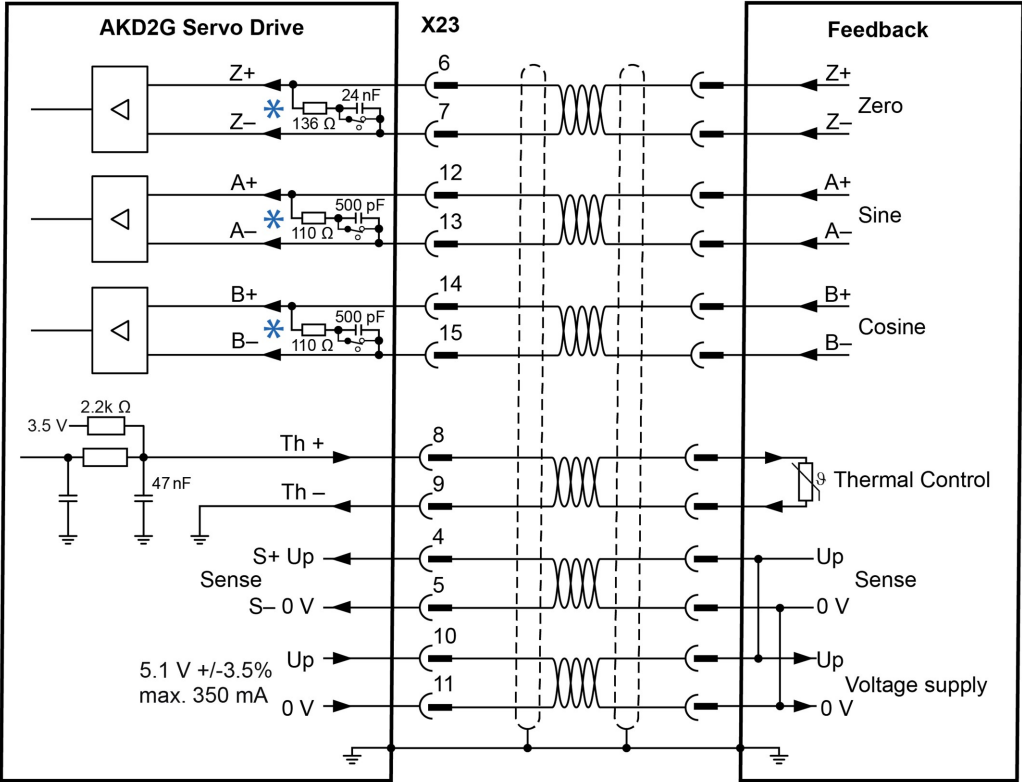 AKD2G Servo Drive X23 Feedback
Z+ 6 Z+
24 nF
* Zero
136 Ω 7
Z– Z–
A+ 12 A+
500 pF
* Sine
110 Ω 13
A– A–
B+ 14 B+
500 pF
* Cosine
110 Ω 15
B– B–
2.2k Ω
3.5 V
Th + 8
47 nF ϑ Thermal Control
Th – 9
S+ Up 4 Up
Sense Sense
S– 0 V 5 0 V
Up 10 Up
5.1 V +/-3.5%
max. 350 mA Voltage supply
0 V 11 0 V